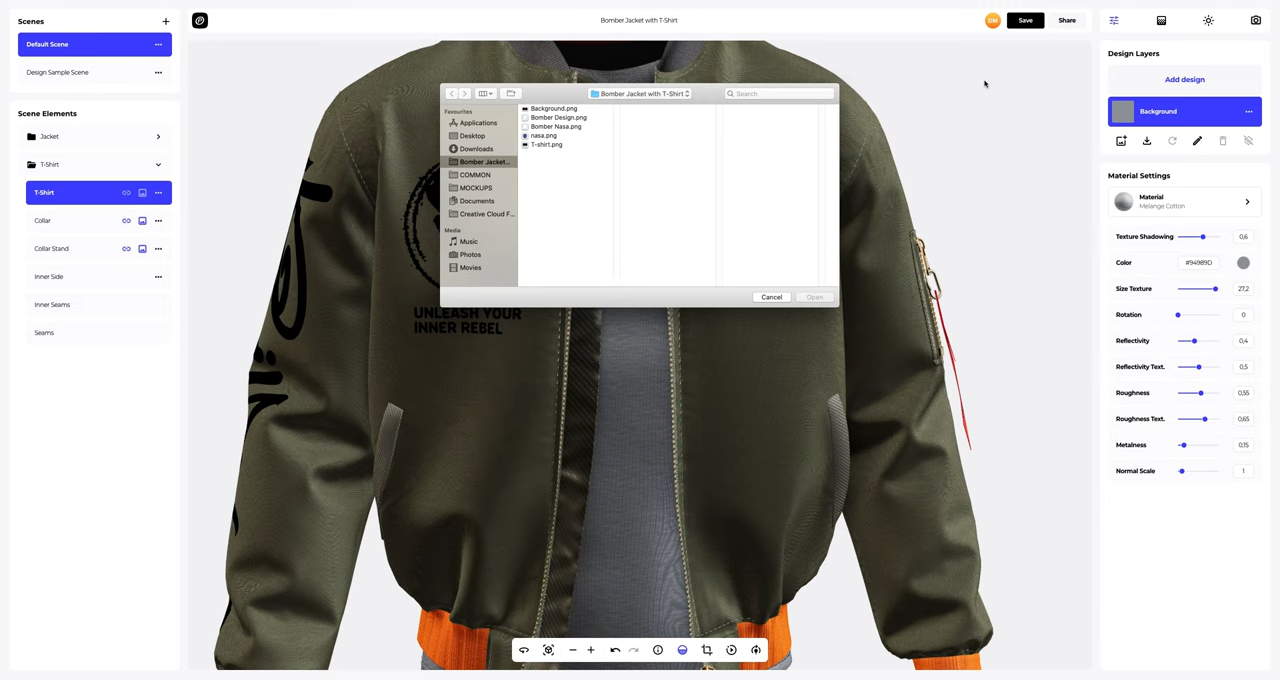 Scenes
+
Default Scene
Design Sample Scene
Scene Elements
Jacket
T-Shirt
T-Shirt
Collar
Collar Stand
Inner Side
Inner Seams
Seams
Bomber Jacket with T-Shirt
DM
Save
Share
Bomber Jacket with T-Shirt
Search
Favourites
Applications
Desktop
Downloads
Bomber Jacket...
COMMON
MOCKUPS
Documents
Creative Cloud F...
Media
Music
Photos
Movies
Background.png
Bomber Design.png
Bomber Nasa.png
nasa.png
T-shirt.png
Cancel
Open
UNLEASH YOUR
INNER REBEL
Design Layers
Add design
Background
Material Settings
Material
Melange Cotton
Texture Shadowing 0,6
Color #94989D
Size Texture 27,2
Rotation 0
Reflectivity 0,4
Reflectivity Text. 0,5
Roughness 0,55
Roughness Text. 0,65
Metalness 0,15
Normal Scale 1